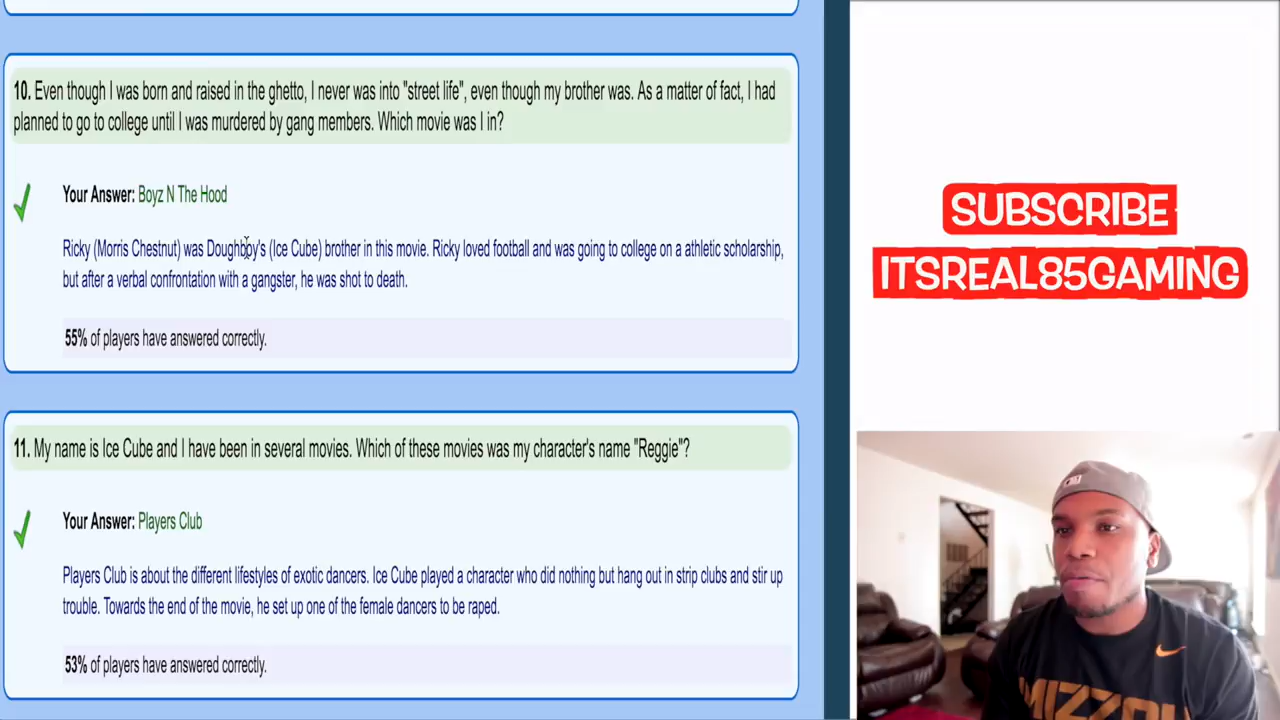 10. Even though I was born and raised in the ghetto, I never was into "street life", even though my brother was. As a matter of fact, I had
planned to go to college until I was murdered by gang members. Which movie was I in?
Your Answer: Boyz N The Hood
Ricky (Morris Chestnut) was Doughboy's (Ice Cube) brother in this movie. Ricky loved football and was going to college on a athletic scholarship,
but after a verbal confrontation with a gangster, he was shot to death.
55% of players have answered correctly.
11. My name is Ice Cube and I have been in several movies. Which of these movies was my character's name "Reggie"?
Your Answer: Players Club
Players Club is about the different lifestyles of exotic dancers. Ice Cube played a character who did nothing but hang out in strip clubs and stir up
trouble. Towards the end of the movie, he set up one of the female dancers to be raped.
53% of players have answered correctly.
SUBSCRIBE
ITSREAL85GAMING
MIZZOU